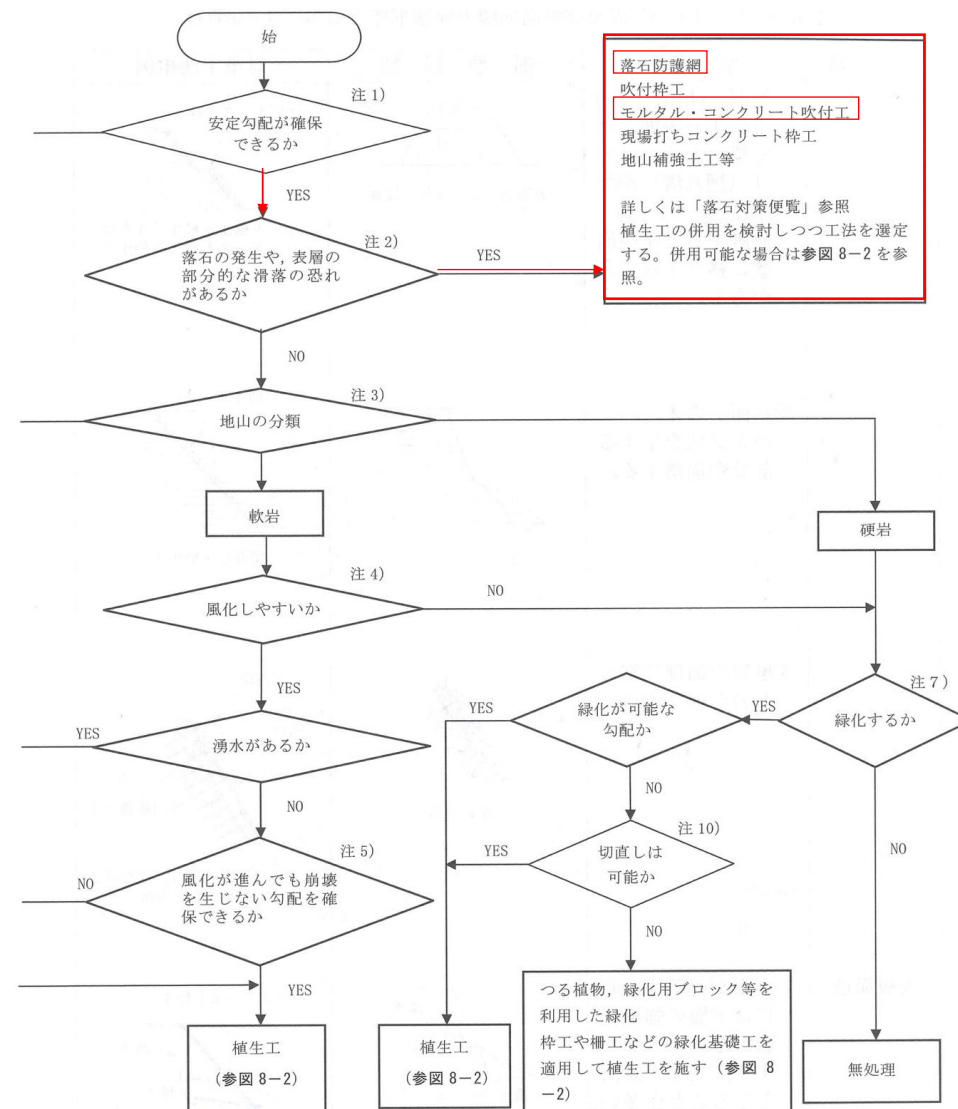 始
注 1)
安定勾配が確保
できるか
YES
落石防護網
吹付枠工
モルタル・コンクリート吹付工
現場打ちコンクリート枠工
地山補強土工等
詳しくは「落石対策便覧」参照
植生工の併用を検討しつつ工法を選定
する。併用可能な場合は参図 8－2 を参
照。
注 2)
落石の発生や, 表層の
部分的な滑落の恐れ
があるか
YES
NO
注 3)
地山の分類
軟岩
硬岩
注 4)
風化しやすいか
NO
YES
注 7)
緑化するか
YES
緑化が可能な
勾配か
YES
湧水があるか
YES
NO
NO
注 10)
切直しは
可能か
YES
NO
NO
注 5)
風化が進んでも崩壊
を生じない勾配を確
保できるか
NO
YES
植生工
(参図 8－2)
植生工
(参図 8－2)
つる植物, 緑化用ブロック等を
利用した緑化
枠工や柵工などの緑化基礎工を
適用して植生工を施す（参図 8
－2）
無処理